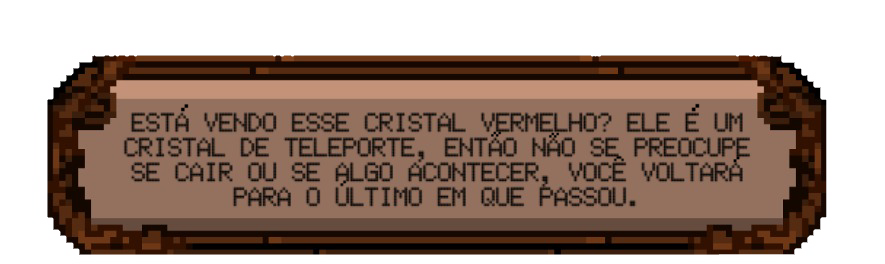 ESTÁ VENDO ESSE CRISTAL VERMELHO? ELE É UM
CRISTAL DE TELEPORTE, ENTÃO NÃO SE PREOCUPE
SE CAIR OU SE ALGO ACONTECER, VOCÊ VOLTARÁ
PARA O ÚLTIMO EM QUE PASSOU.